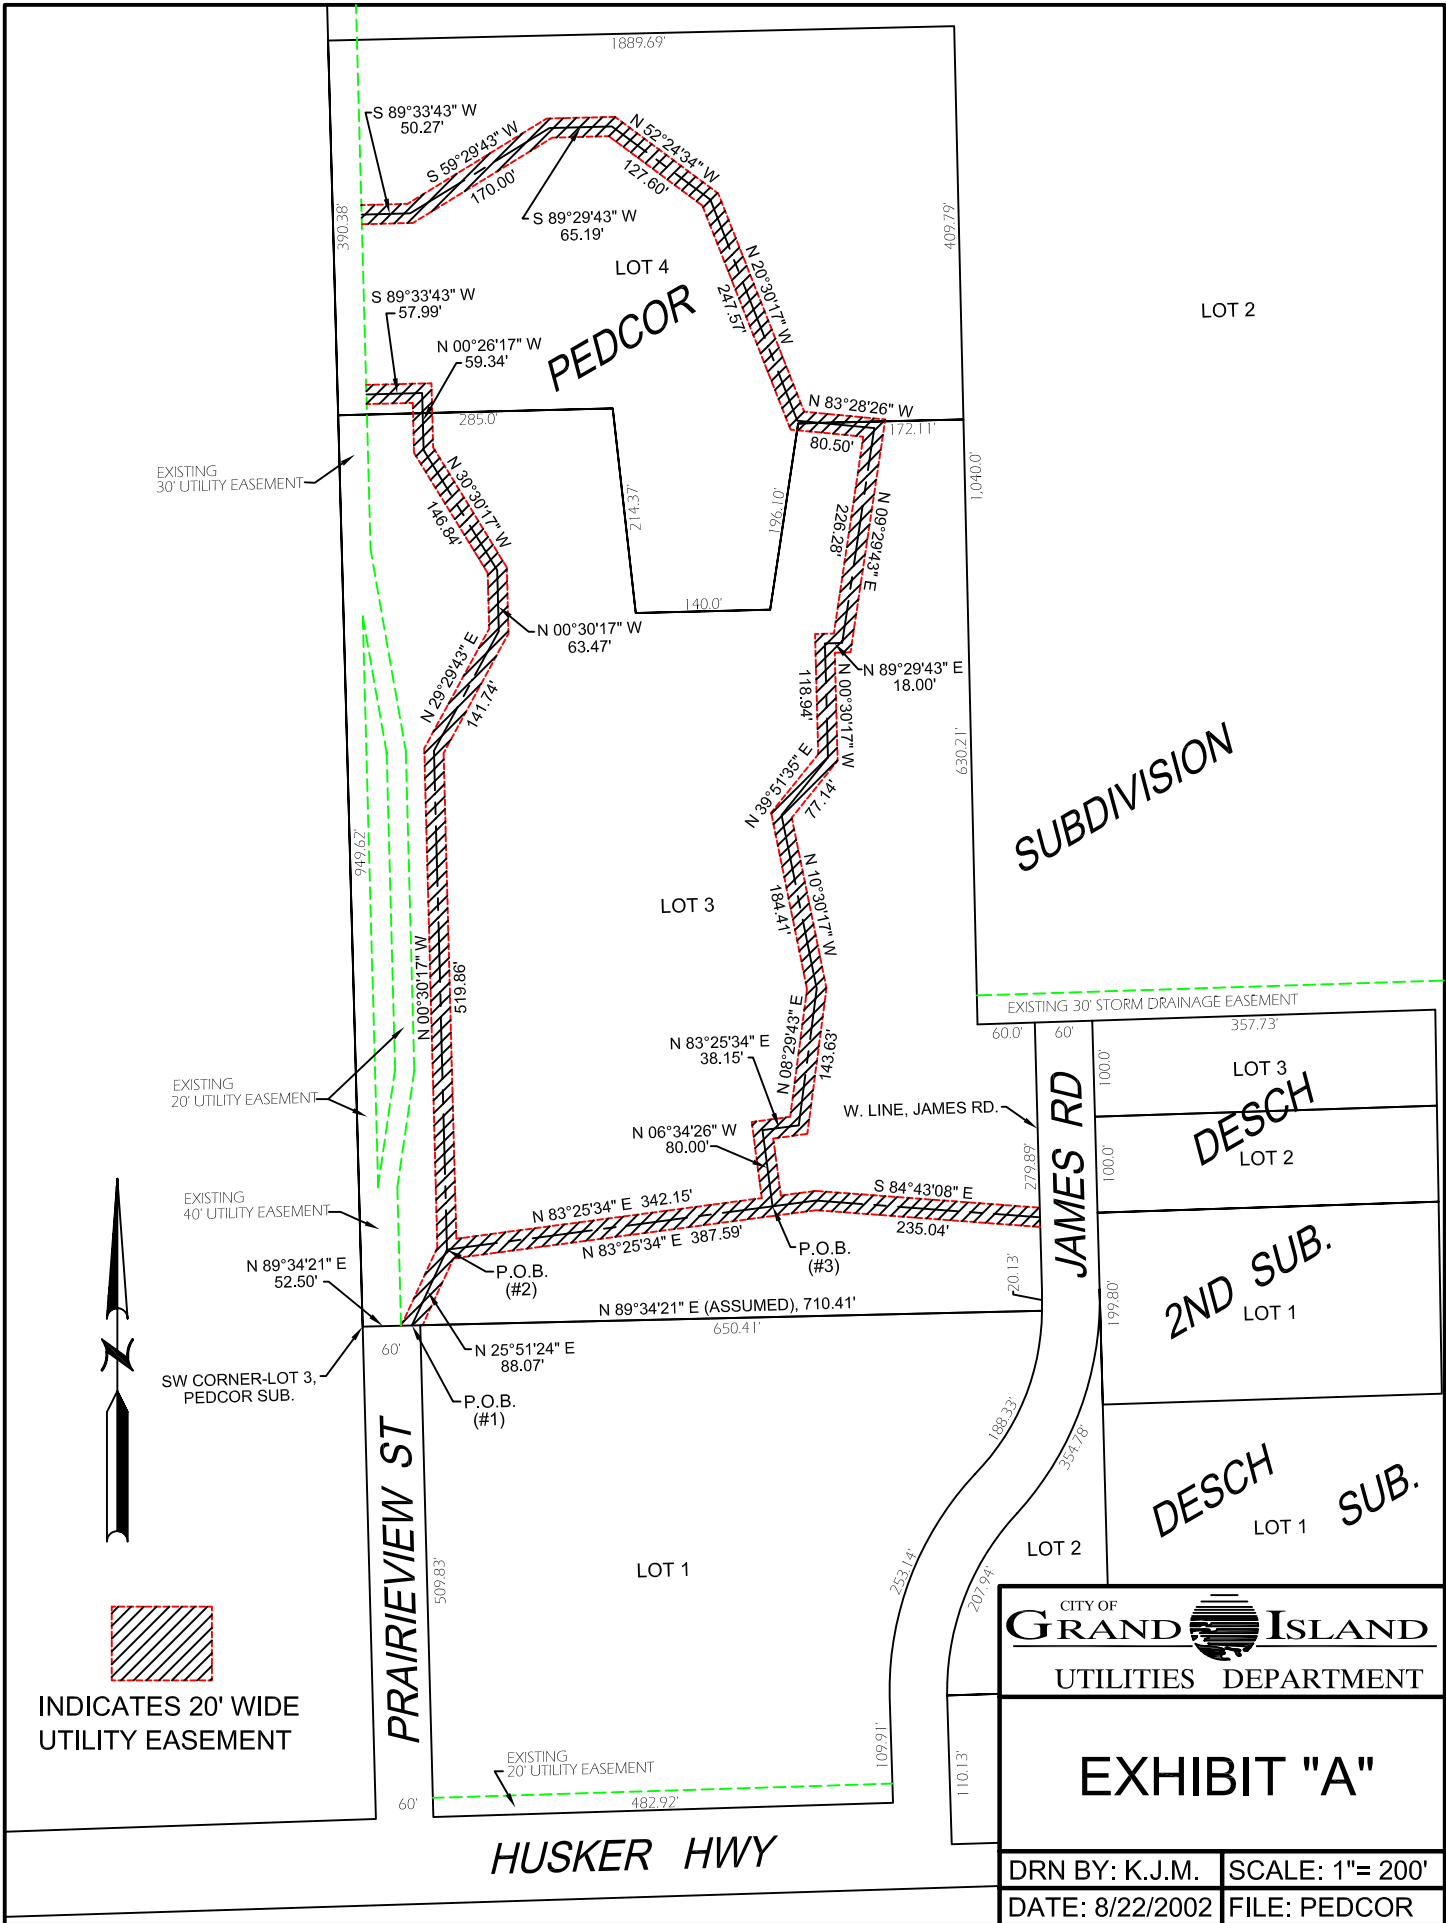 1889.69'
S 89°33'43" W
50.27'
S 59°29'43" W
170.00'
N 52°24'34" W
127.60'
S 89°29'43" W
65.19'
390.38'
409.79'
LOT 4
N 20°30'17" W
247.57'
LOT 2
S 89°33'43" W
57.99'
N 00°26'17" W
59.34'
PEDCOR
285.0'
N 83°28'26" W
80.50'
172.11'
EXISTING
30' UTILITY EASEMENT
N 30°30'17" W
146.84'
214.37'
196.10'
1,040.0'
N 09°29'43" E
226.28'
140.0'
N 00°30'17" W
63.47'
N 29°29'43" E
141.74'
N 89°29'43" E
18.00'
118.94'
N 00°30'17" W
630.21'
N 39°51'35" E
77.14'
SUBDIVISION
949.62'
LOT 3
N 10°30'17" W
184.41'
N 00°30'17" W
519.86'
EXISTING 30' STORM DRAINAGE EASEMENT
60.0'
60'
357.73'
N 08°29'43" E
143.63'
N 83°25'34" E
38.15'
LOT 3
100.0'
DESCH
EXISTING
20' UTILITY EASEMENT
W. LINE, JAMES RD.
JAMES RD
N 06°34'26" W
80.00'
279.89'
100.0'
LOT 2
EXISTING
40' UTILITY EASEMENT
N 83°25'34" E 342.15'
N 83°25'34" E 387.59'
S 84°43'08" E
235.04'
N 89°34'21" E
52.50'
P.O.B.
(#2)
P.O.B.
(#3)
20.13'
2ND SUB.
LOT 1
199.80'
N 89°34'21" E (ASSUMED), 710.41'
650.41'
60'
N 25°51'24" E
88.07'
SW CORNER-LOT 3,
PEDCOR SUB.
P.O.B.
(#1)
188.33'
354.78'
DESCH SUB.
LOT 1
PRAIRIEVIEW ST
509.83'
LOT 1
LOT 2
253.14'
207.94'
INDICATES 20' WIDE
UTILITY EASEMENT
EXISTING
20' UTILITY EASEMENT
109.91'
110.13'
60'
482.92'
HUSKER HWY
CITY OF
GRAND ISLAND
UTILITIES DEPARTMENT
EXHIBIT "A"
DRN BY: K.J.M.
SCALE: 1"= 200'
DATE: 8/22/2002
FILE: PEDCOR
N